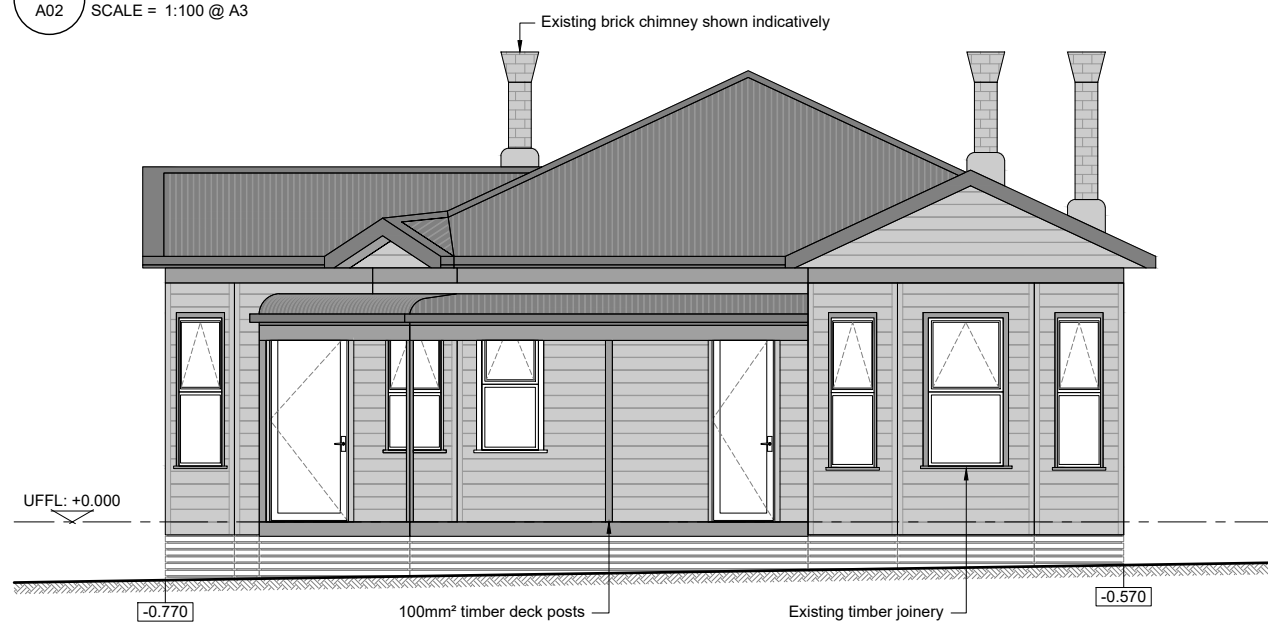 A02
SCALE = 1:100 @ A3
Existing brick chimney shown indicatively
UFFL: +0.000
-0.770
100mm² timber deck posts
Existing timber joinery
-0.570